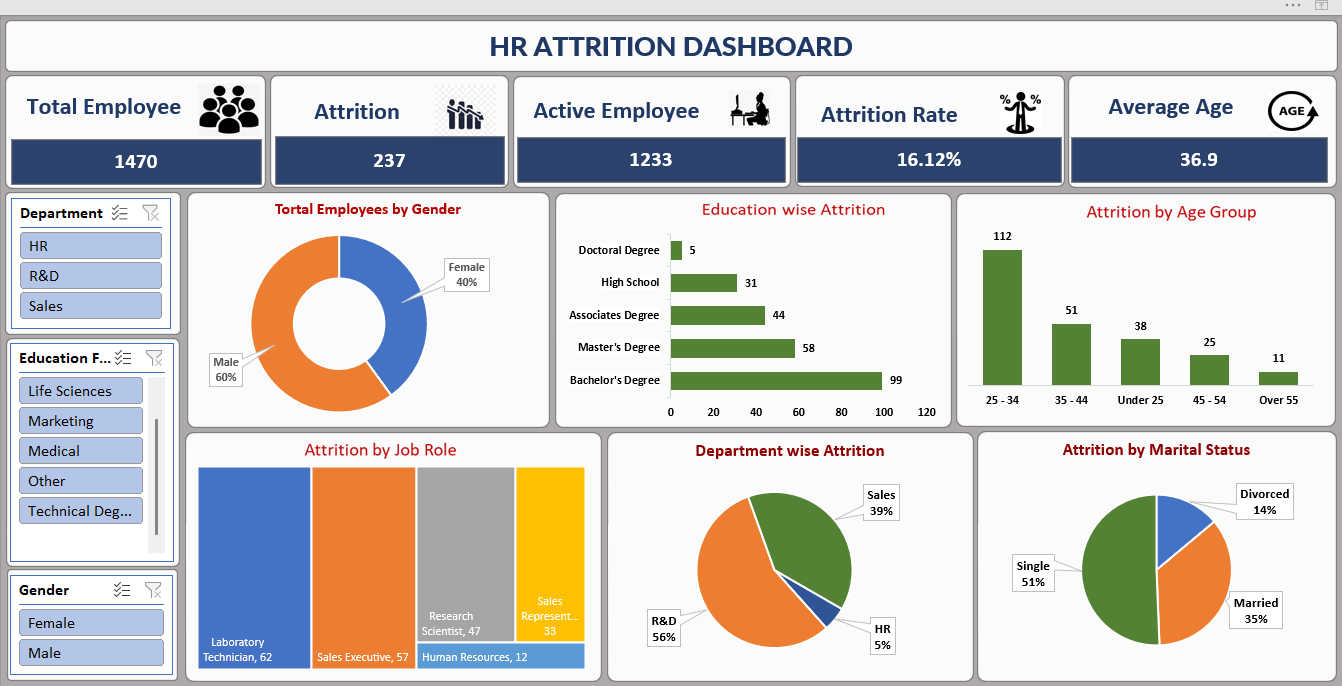 HR ATTRITION DASHBOARD
Total Employee
1470
Attrition
237
Active Employee
1233
Attrition Rate
% %
16.12%
Average Age
AGE
36.9
Department
HR
R&D
Sales
Education F...
Life Sciences
Marketing
Medical
Other
Technical Deg...
Gender
Female
Male
Tortal Employees by Gender
Female
40%
Male
60%
Education wise Attrition
Doctoral Degree 5
High School 31
Associates Degree 44
Master's Degree 58
Bachelor's Degree 99
0 20 40 60 80 100 120
Attrition by Age Group
112
51
38
25
11
25 - 34 35 - 44 Under 25 45 - 54 Over 55
Attrition by Job Role
Laboratory
Technician, 62
Sales Executive, 57
Research
Scientist, 47
Sales
Represent...
33
Human Resources, 12
Department wise Attrition
Sales
39%
R&D
56%
HR
5%
Attrition by Marital Status
Divorced
14%
Single
51%
Married
35%